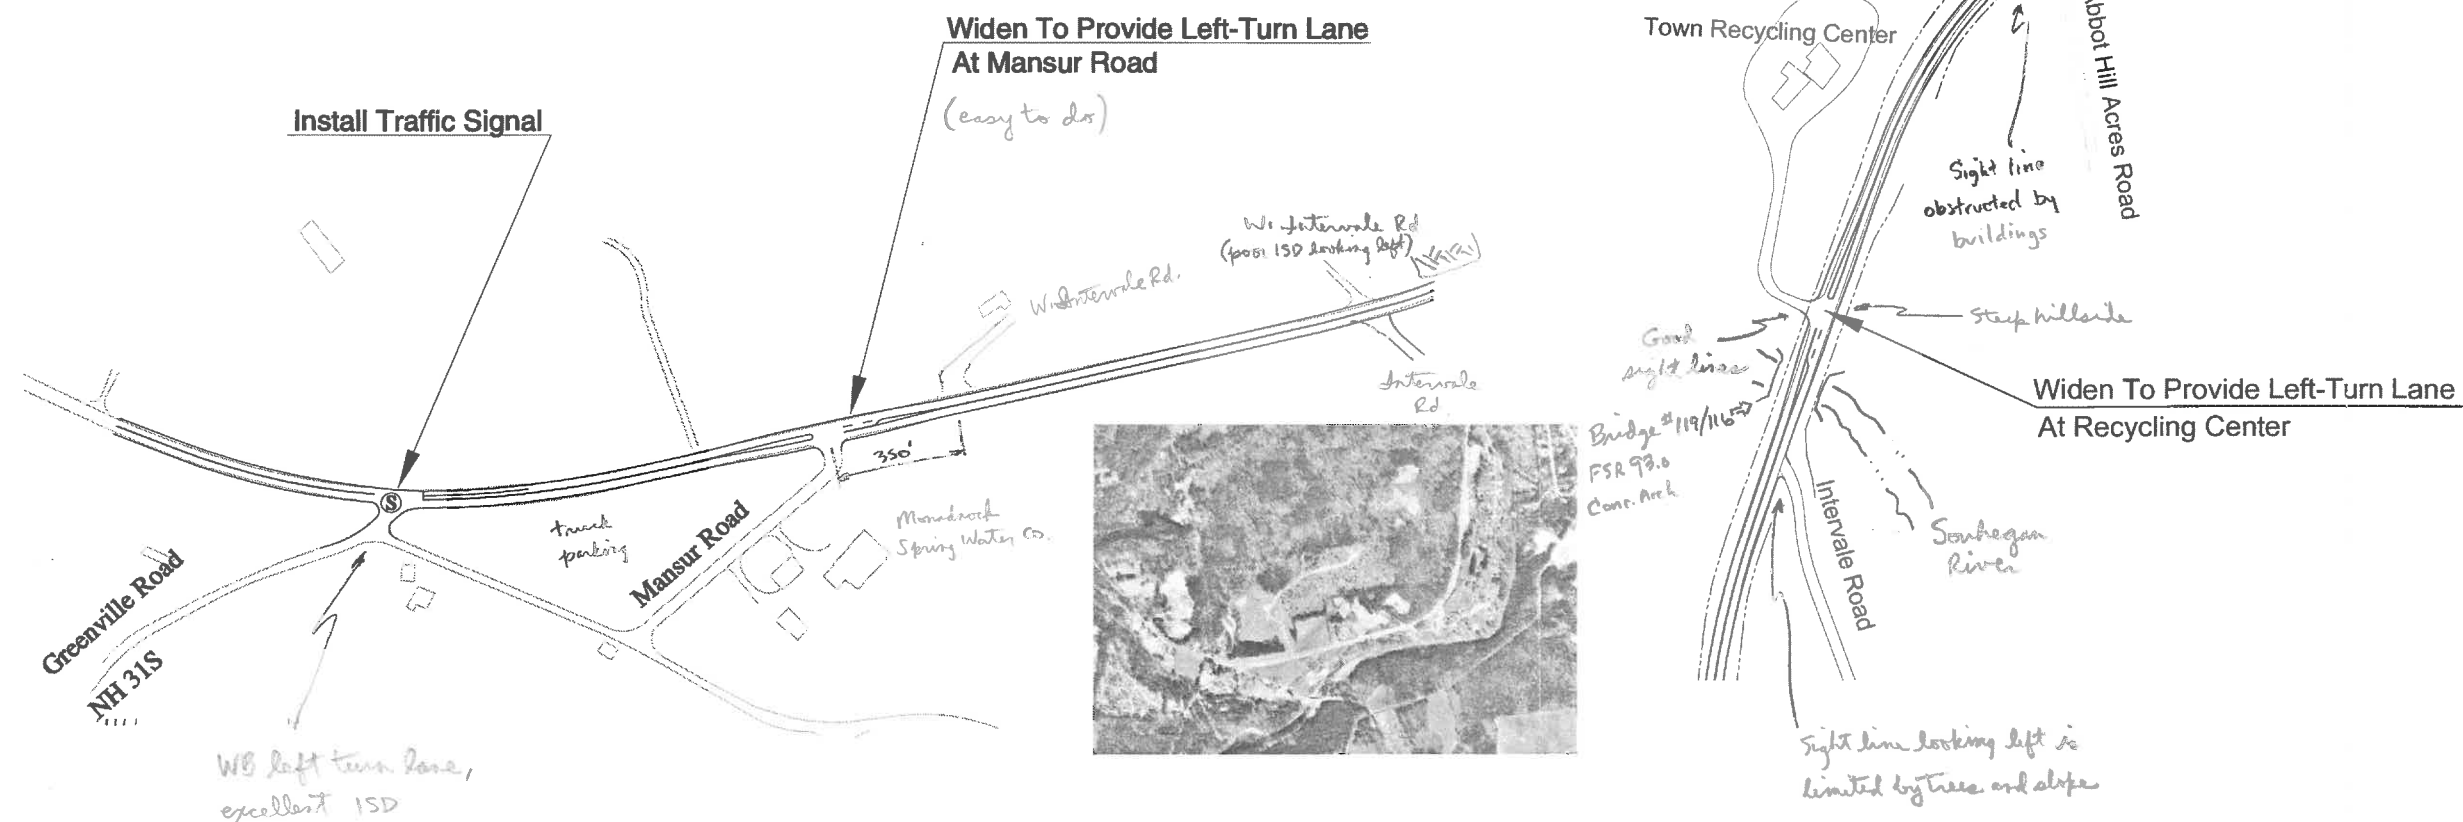 Widen To Provide Left-Turn Lane
At Mansur Road
(easy to do)
Install Traffic Signal
W. Intervale Rd
(poor ISD looking left)
W. Intervale Rd.
Intervale
Rd.
350'
S
truck
parking
Mansur Road
Monadnock
Spring Water Co.
Greenville Road
NH 31S
WB left turn lane,
excellent ISD
Town Recycling Center
Abbot Hill Acres Road
Sight line
obstructed by
buildings
Steep hillside
Good
sight lines
Widen To Provide Left-Turn Lane
At Recycling Center
Bridge #119/116
FSR 93.0
Conc. Arch
Intervale Road
Souhegan
River
Sight line looking left is
limited by trees and slope